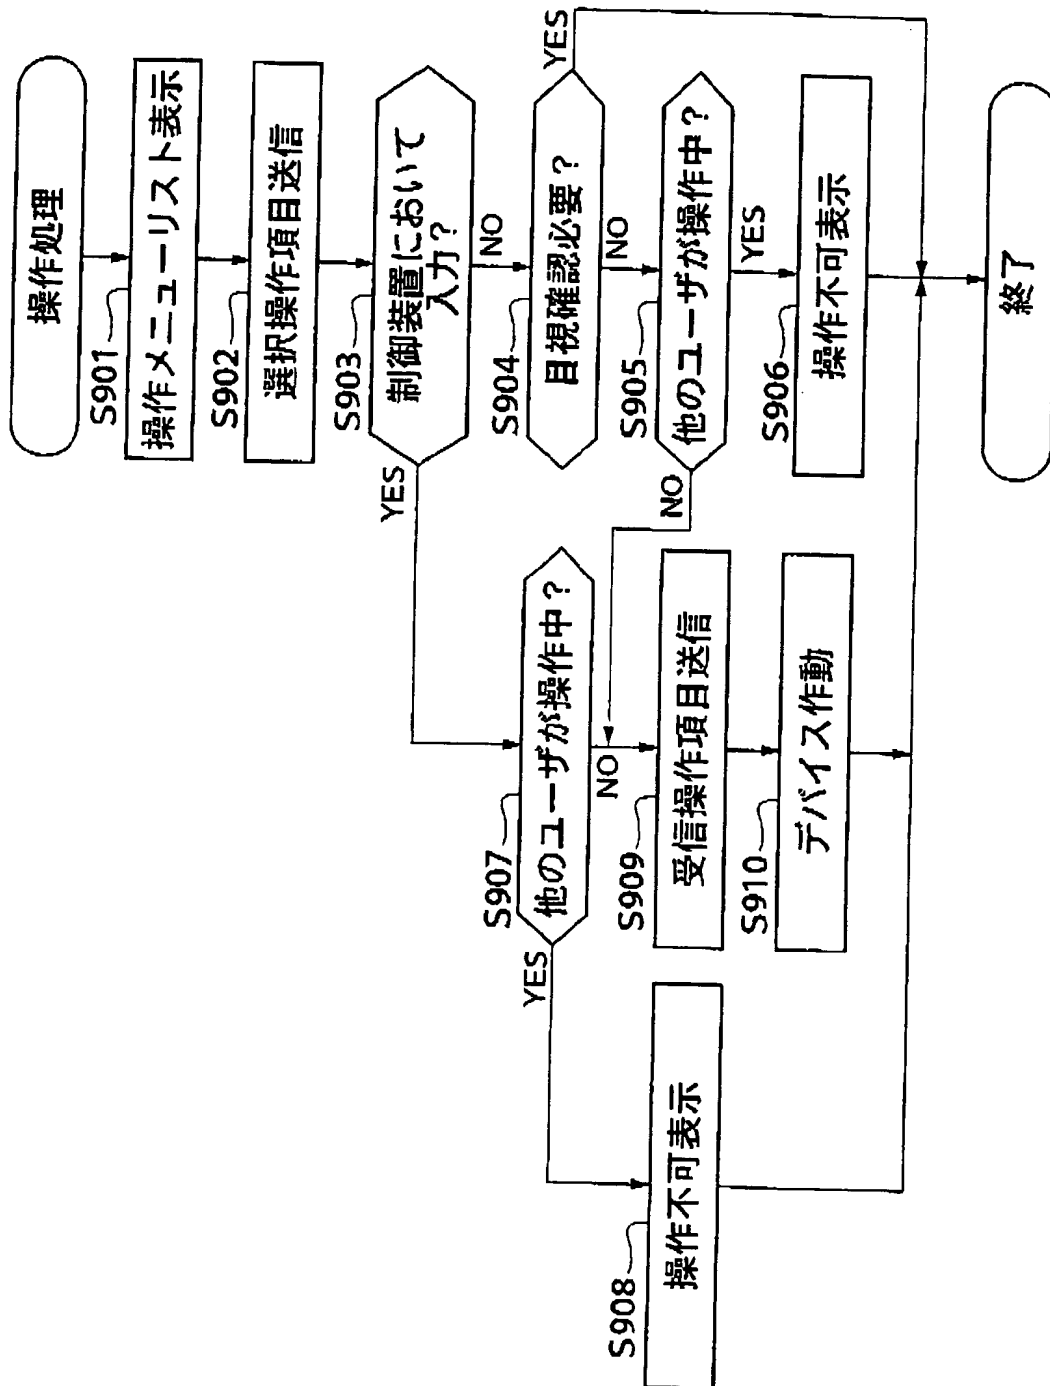 操作処理
S901
操作メニューリスト表示
S902
選択操作項目送信
S903
制御装置において
入力？
YES
NO
S904
目視確認必要？
YES
NO
S905
他のユーザが操作中？
NO
YES
S906
操作不可表示
S907
他のユーザが操作中？
YES
NO
S908
操作不可表示
S909
受信操作項目送信
S910
デバイス作動
終了